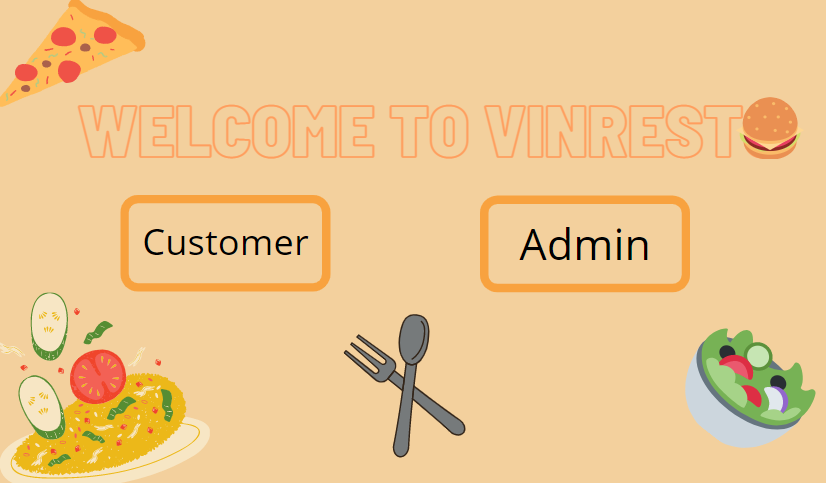 WELCOME TO VINREST
Customer
Admin